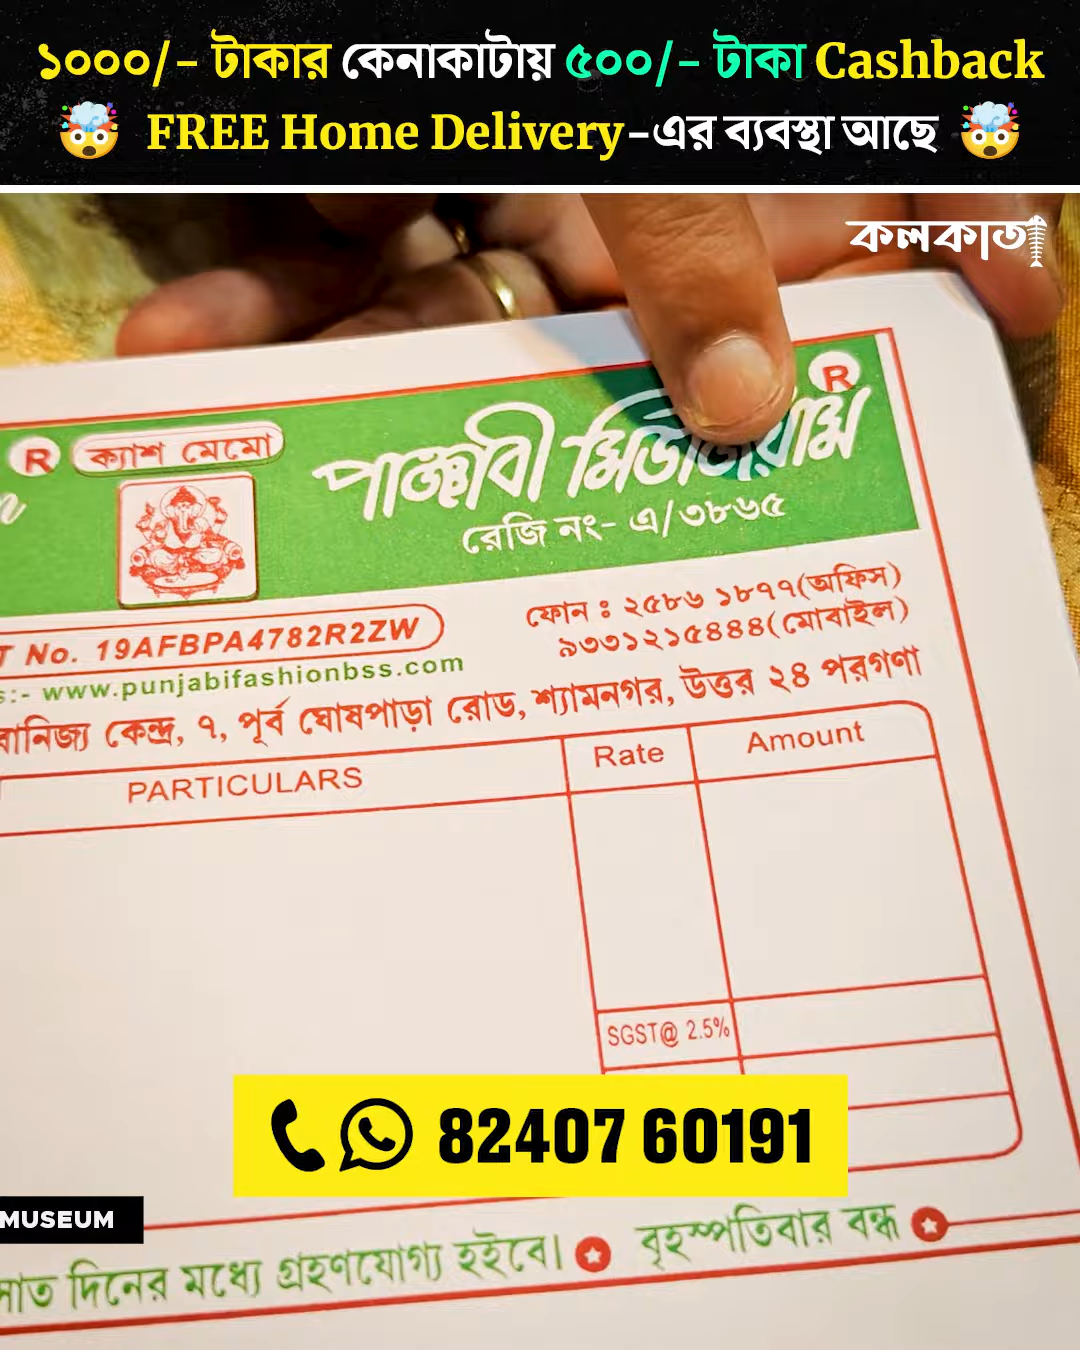 ১০০০/- টাকার কেনাকাটায় ৫০০/- টাকা Cashback
🤯 FREE Home Delivery-এর ব্যবস্থা আছে 🤯
কলকাতা
R ক্যাশ মেমো
পাঞ্জাবী মিউজিয়াম R
রেজি নং- এ/৩৮৬৫
ফোন : ২৫৮৬ ১৮৭৭(অফিস)
৯৩৩১২১৫৪৪৪(মোবাইল)
T No. 19AFBPA4782R2ZW
s:- www.punjabifashionbss.com
বানিজ্য কেন্দ্র, ৭, পূর্ব ঘোষপাড়া রোড, শ্যামনগর, উত্তর ২৪ পরগণা
PARTICULARS Rate Amount
SGST@ 2.5%
82407 60191
MUSEUM
সাত দিনের মধ্যে গ্রহণযোগ্য হইবে। বৃহস্পতিবার বন্ধ